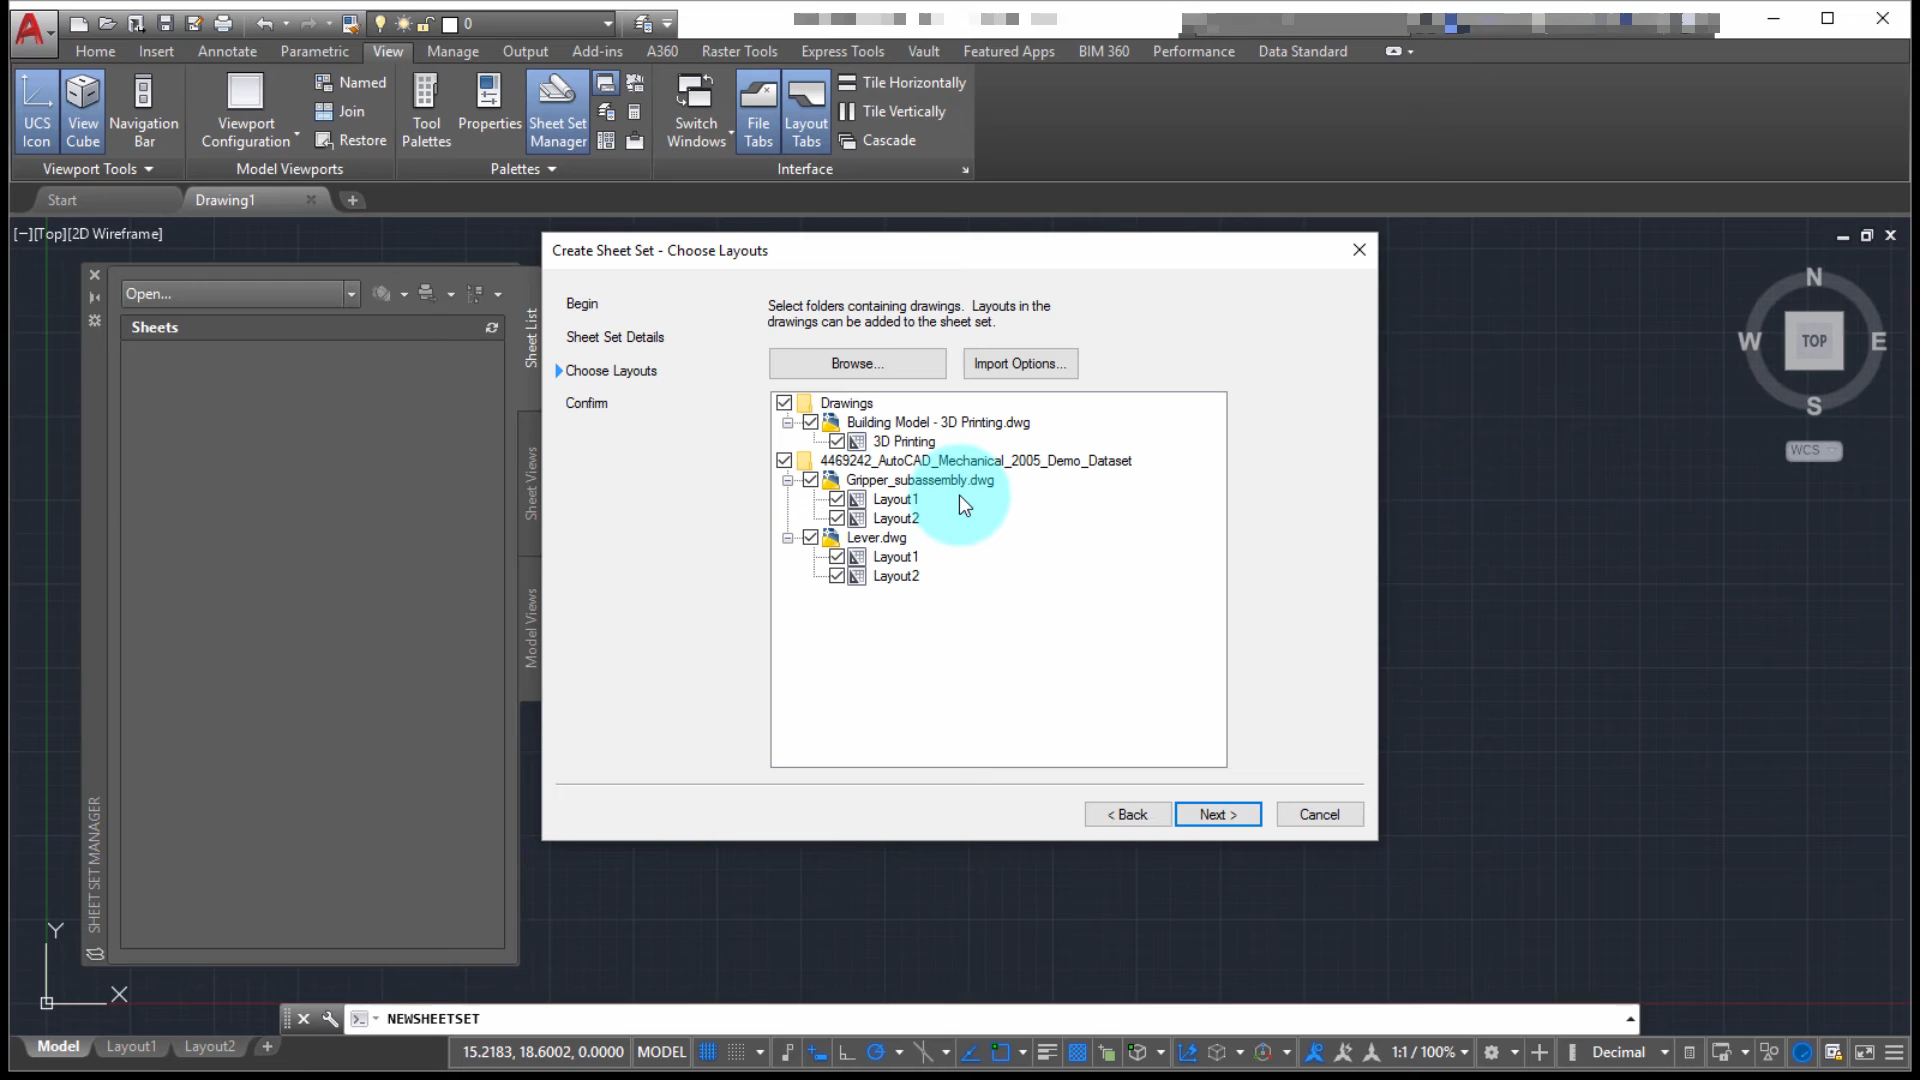 A
0
Home Insert Annotate Parametric View Manage Output Add-ins A360 Raster Tools Express Tools Vault Featured Apps BIM 360 Performance Data Standard
UCS Icon
View Cube
Navigation Bar
Viewport Configuration
Named
Join
Restore
Tool Palettes
Properties
Sheet Set Manager
Switch Windows
File Tabs
Layout Tabs
Tile Horizontally
Tile Vertically
Cascade
Viewport Tools
Model Viewports
Palettes
Interface
Start
Drawing1
[−][Top][2D Wireframe]
Open...
Sheets
Sheet List
Sheet Views
Model Views
SHEET SET MANAGER
Create Sheet Set - Choose Layouts
Begin
Sheet Set Details
Choose Layouts
Confirm
Select folders containing drawings. Layouts in the
drawings can be added to the sheet set.
Browse...
Import Options...
Drawings
Building Model - 3D Printing.dwg
3D Printing
4469242_AutoCAD_Mechanical_2005_Demo_Dataset
Gripper_subassembly.dwg
Layout1
Layout2
Lever.dwg
Layout1
Layout2
< Back
Next >
Cancel
N
W
TOP
E
S
WCS
Y
X
NEWSHEETSET
Model
Layout1
Layout2
15.2183, 18.6002, 0.0000
MODEL
1:1 / 100%
Decimal